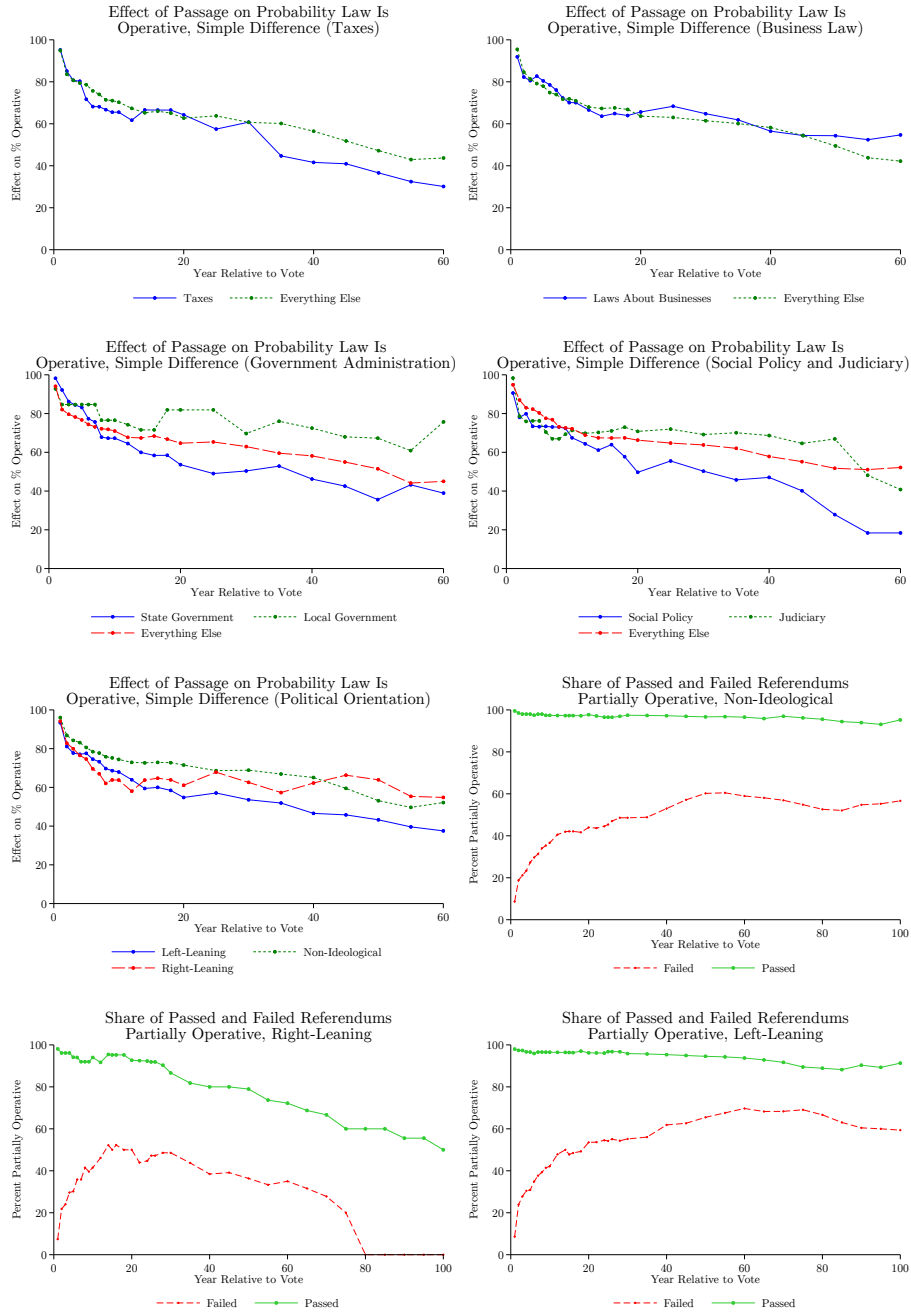 Effect of Passage on Probability Law Is
Operative, Simple Difference (Taxes)
Effect on % Operative
100
80
60
40
20
0
0 20 40 60
Year Relative to Vote
Taxes Everything Else
Effect of Passage on Probability Law Is
Operative, Simple Difference (Business Law)
Effect on % Operative
100
80
60
40
20
0
0 20 40 60
Year Relative to Vote
Laws About Businesses Everything Else
Effect of Passage on Probability Law Is
Operative, Simple Difference (Government Administration)
Effect on % Operative
100
80
60
40
20
0
0 20 40 60
Year Relative to Vote
State Government Local Government
Everything Else
Effect of Passage on Probability Law Is
Operative, Simple Difference (Social Policy and Judiciary)
Effect on % Operative
100
80
60
40
20
0
0 20 40 60
Year Relative to Vote
Social Policy Judiciary
Everything Else
Effect of Passage on Probability Law Is
Operative, Simple Difference (Political Orientation)
Effect on % Operative
100
80
60
40
20
0
0 20 40 60
Year Relative to Vote
Left-Leaning Non-Ideological
Right-Leaning
Share of Passed and Failed Referendums
Partially Operative, Non-Ideological
Percent Partially Operative
100
80
60
40
20
0
0 20 40 60 80 100
Year Relative to Vote
Failed Passed
Share of Passed and Failed Referendums
Partially Operative, Right-Leaning
Percent Partially Operative
100
80
60
40
20
0
0 20 40 60 80 100
Year Relative to Vote
Failed Passed
Share of Passed and Failed Referendums
Partially Operative, Left-Leaning
Percent Partially Operative
100
80
60
40
20
0
0 20 40 60 80 100
Year Relative to Vote
Failed Passed